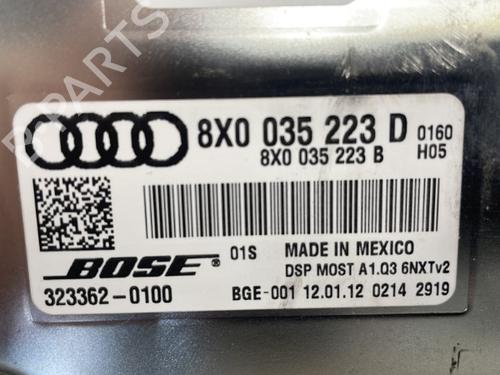 8X0 035 223 D 0160
8X0 035 223 B H05
BOSE® 01S MADE IN MEXICO
DSP MOST A1.Q3 6NXTv2
323362-0100 BGE-001 12.01.12 0214 2919
B-PARTS